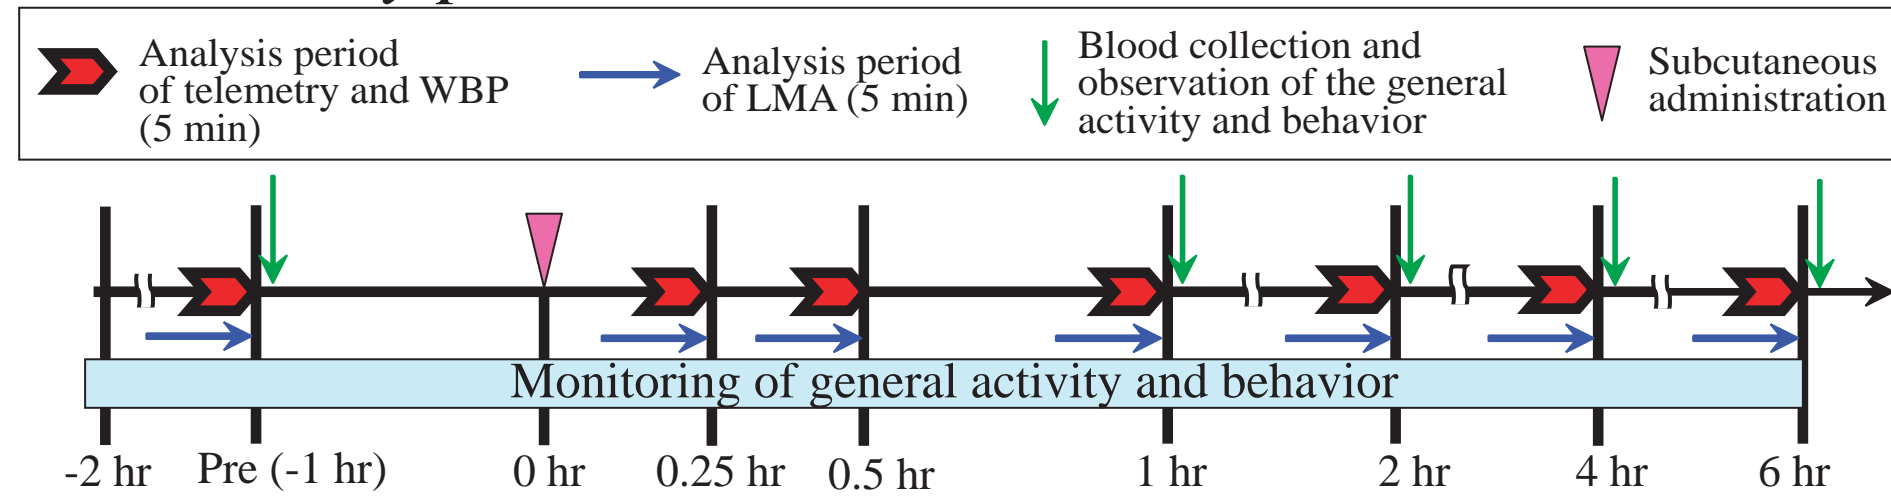 Analysis period
of telemetry and WBP
(5 min)
Analysis period
of LMA (5 min)
Blood collection and
observation of the general
activity and behavior
Subcutaneous
administration
Monitoring of general activity and behavior
-2 hr Pre (-1 hr) 0 hr 0.25 hr 0.5 hr 1 hr 2 hr 4 hr 6 hr